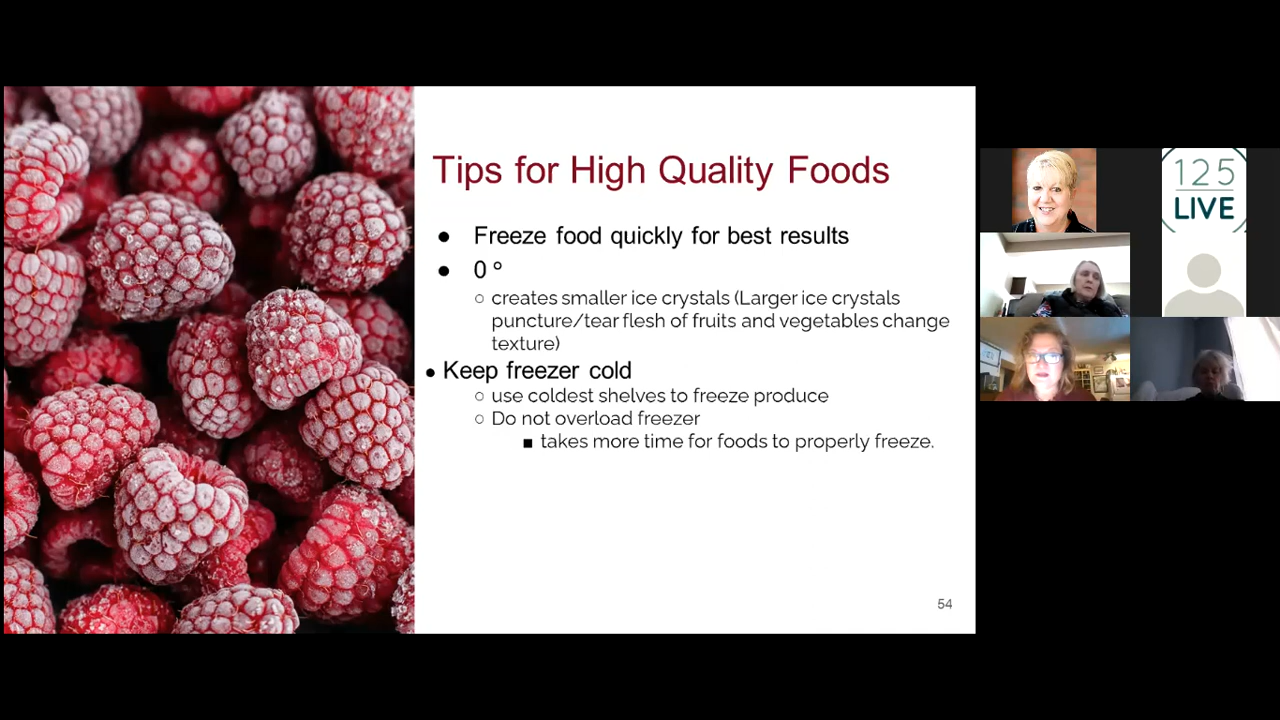 Tips for High Quality Foods
● Freeze food quickly for best results
● 0 º
○ creates smaller ice crystals (Larger ice crystals
puncture/tear flesh of fruits and vegetables change
texture)
● Keep freezer cold
○ use coldest shelves to freeze produce
○ Do not overload freezer
■ takes more time for foods to properly freeze.
54
125
LIVE